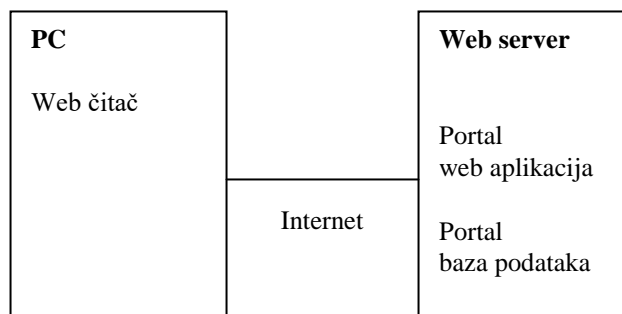 PC
Web čitač
Internet
Web server
Portal
web aplikacija
Portal
baza podataka